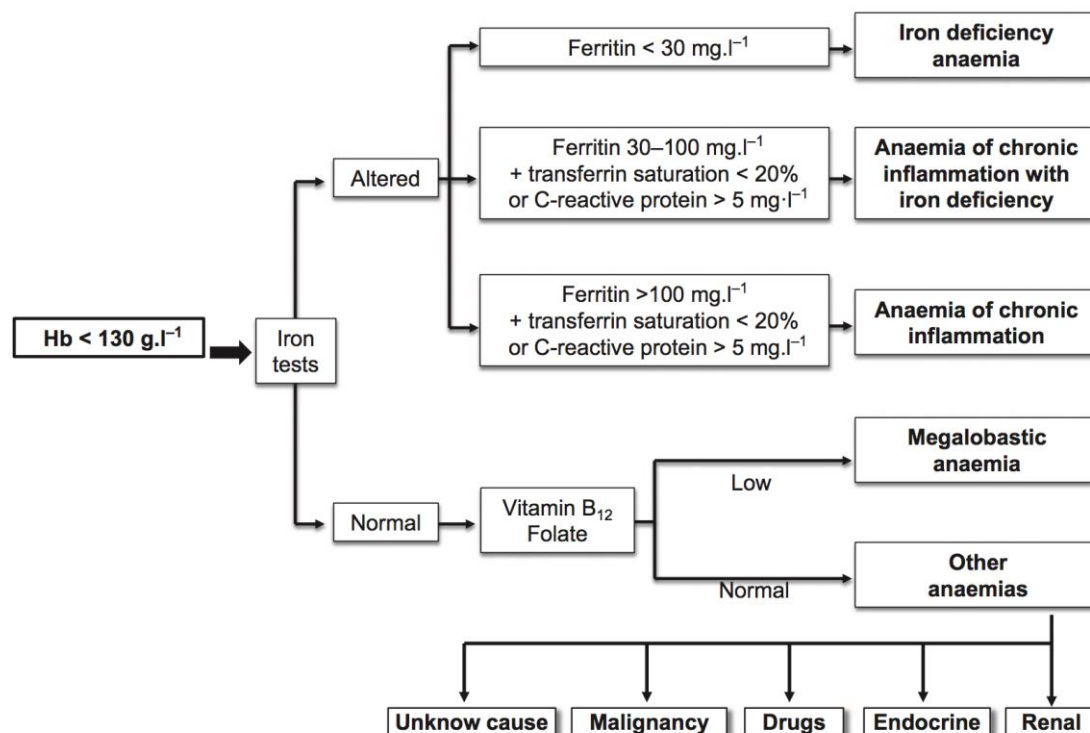 Ferritin < 30 mg.l⁻¹
Iron deficiency
anaemia
Altered
Ferritin 30–100 mg.l⁻¹
+ transferrin saturation < 20%
or C-reactive protein > 5 mg·l⁻¹
Anaemia of chronic
inflammation with
iron deficiency
Ferritin >100 mg.l⁻¹
+ transferrin saturation < 20%
or C-reactive protein > 5 mg.l⁻¹
Anaemia of chronic
inflammation
Hb < 130 g.l⁻¹
Iron
tests
Megalobastic
anaemia
Low
Normal
Vitamin B₁₂
Folate
Normal
Other
anaemias
Unknow cause
Malignancy
Drugs
Endocrine
Renal